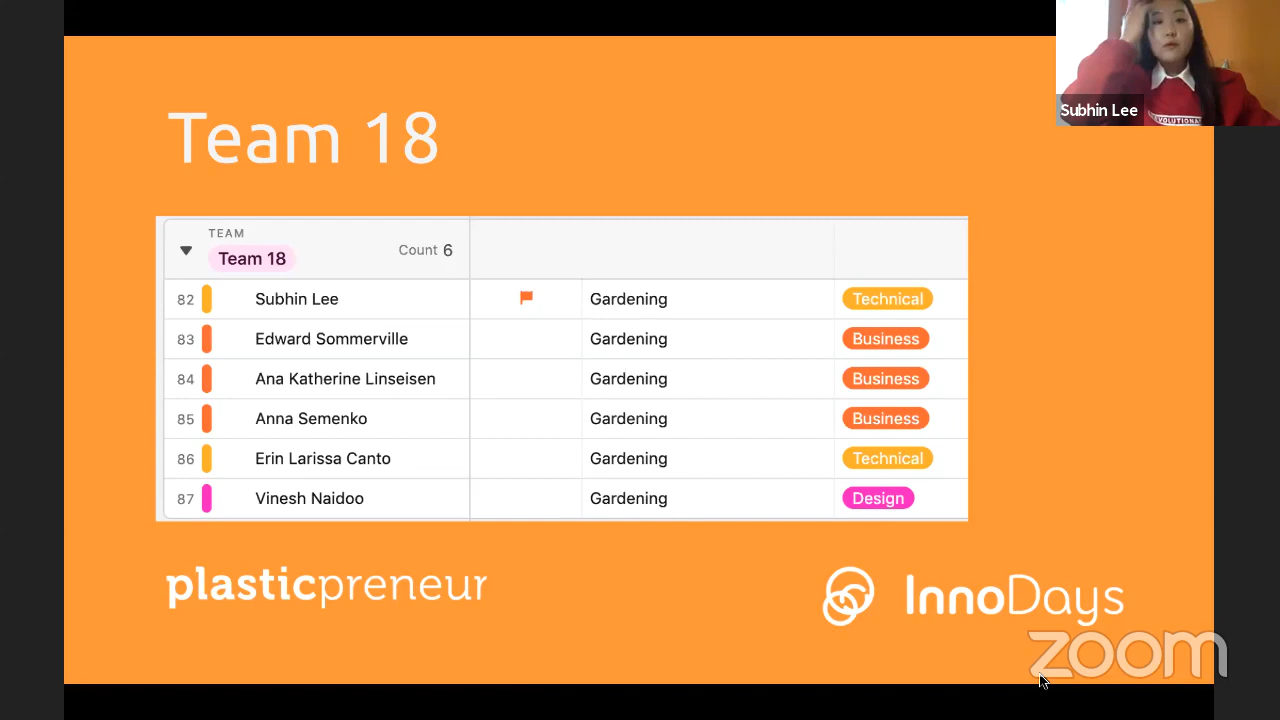 Subhin Lee
Team 18
TEAM
Team 18 Count 6
82 Subhin Lee Gardening Technical
83 Edward Sommerville Gardening Business
84 Ana Katherine Linseisen Gardening Business
85 Anna Semenko Gardening Business
86 Erin Larissa Canto Gardening Technical
87 Vinesh Naidoo Gardening Design
plasticpreneur
InnoDays
zoom